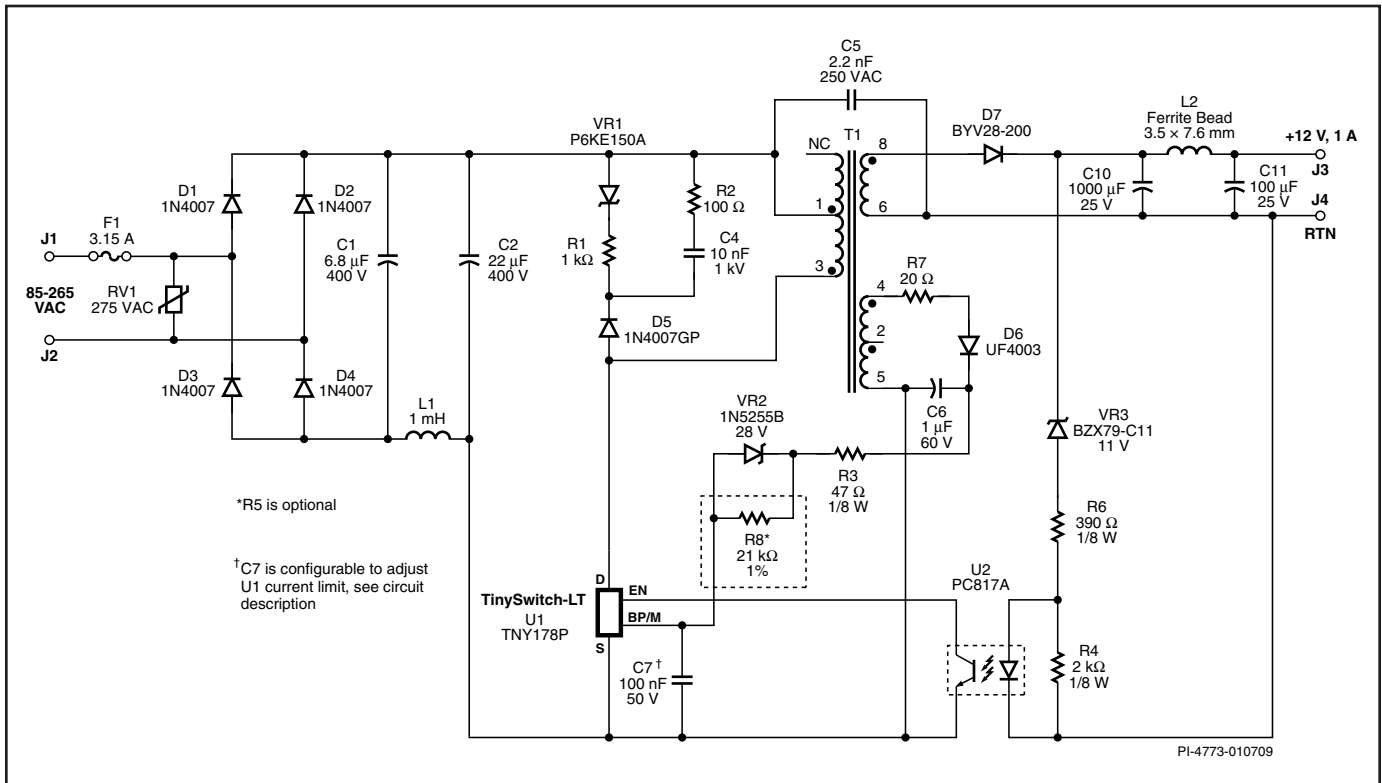 C5
2.2 nF
250 VAC
VR1
P6KE150A
NC
T1
8
D7
BYV28-200
L2
Ferrite Bead
3.5 × 7.6 mm
+12 V, 1 A
J3
D1
1N4007
D2
1N4007
R2
100 Ω
C10
1000 µF
25 V
C11
100 µF
25 V
J4
RTN
1
6
J1
F1
3.15 A
C1
6.8 µF
400 V
C2
22 µF
400 V
R1
1 kΩ
C4
10 nF
1 kV
3
R7
20 Ω
85-265
VAC
RV1
275 VAC
4
D5
1N4007GP
2
D6
UF4003
J2
D3
1N4007
D4
1N4007
5
L1
1 mH
VR2
1N5255B
28 V
C6
1 µF
60 V
VR3
BZX79-C11
11 V
R3
47 Ω
1/8 W
*R5 is optional
R8*
21 kΩ
1%
R6
390 Ω
1/8 W
†C7 is configurable to adjust
U1 current limit, see circuit
description
U2
PC817A
D
EN
TinySwitch-LT
U1
TNY178P
BP/M
S
C7†
100 nF
50 V
R4
2 kΩ
1/8 W
PI-4773-010709